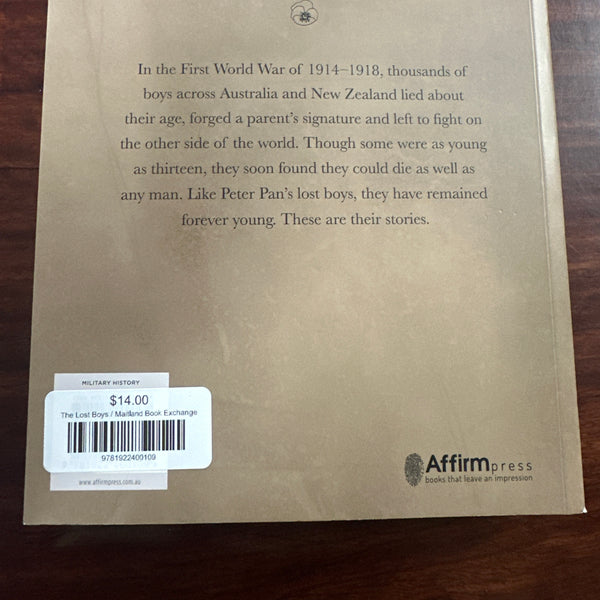 In the First World War of 1914–1918, thousands of
boys across Australia and New Zealand lied about
their age, forged a parent's signature and left to fight on
the other side of the world. Though some were as young
as thirteen, they soon found they could die as well as
any man. Like Peter Pan's lost boys, they have remained
forever young. These are their stories.
MILITARY HISTORY
$14.00
The Lost Boys / Maitland Book Exchange
9781922400109
www.affirmpress.com.au
Affirmpress
books that leave an impression